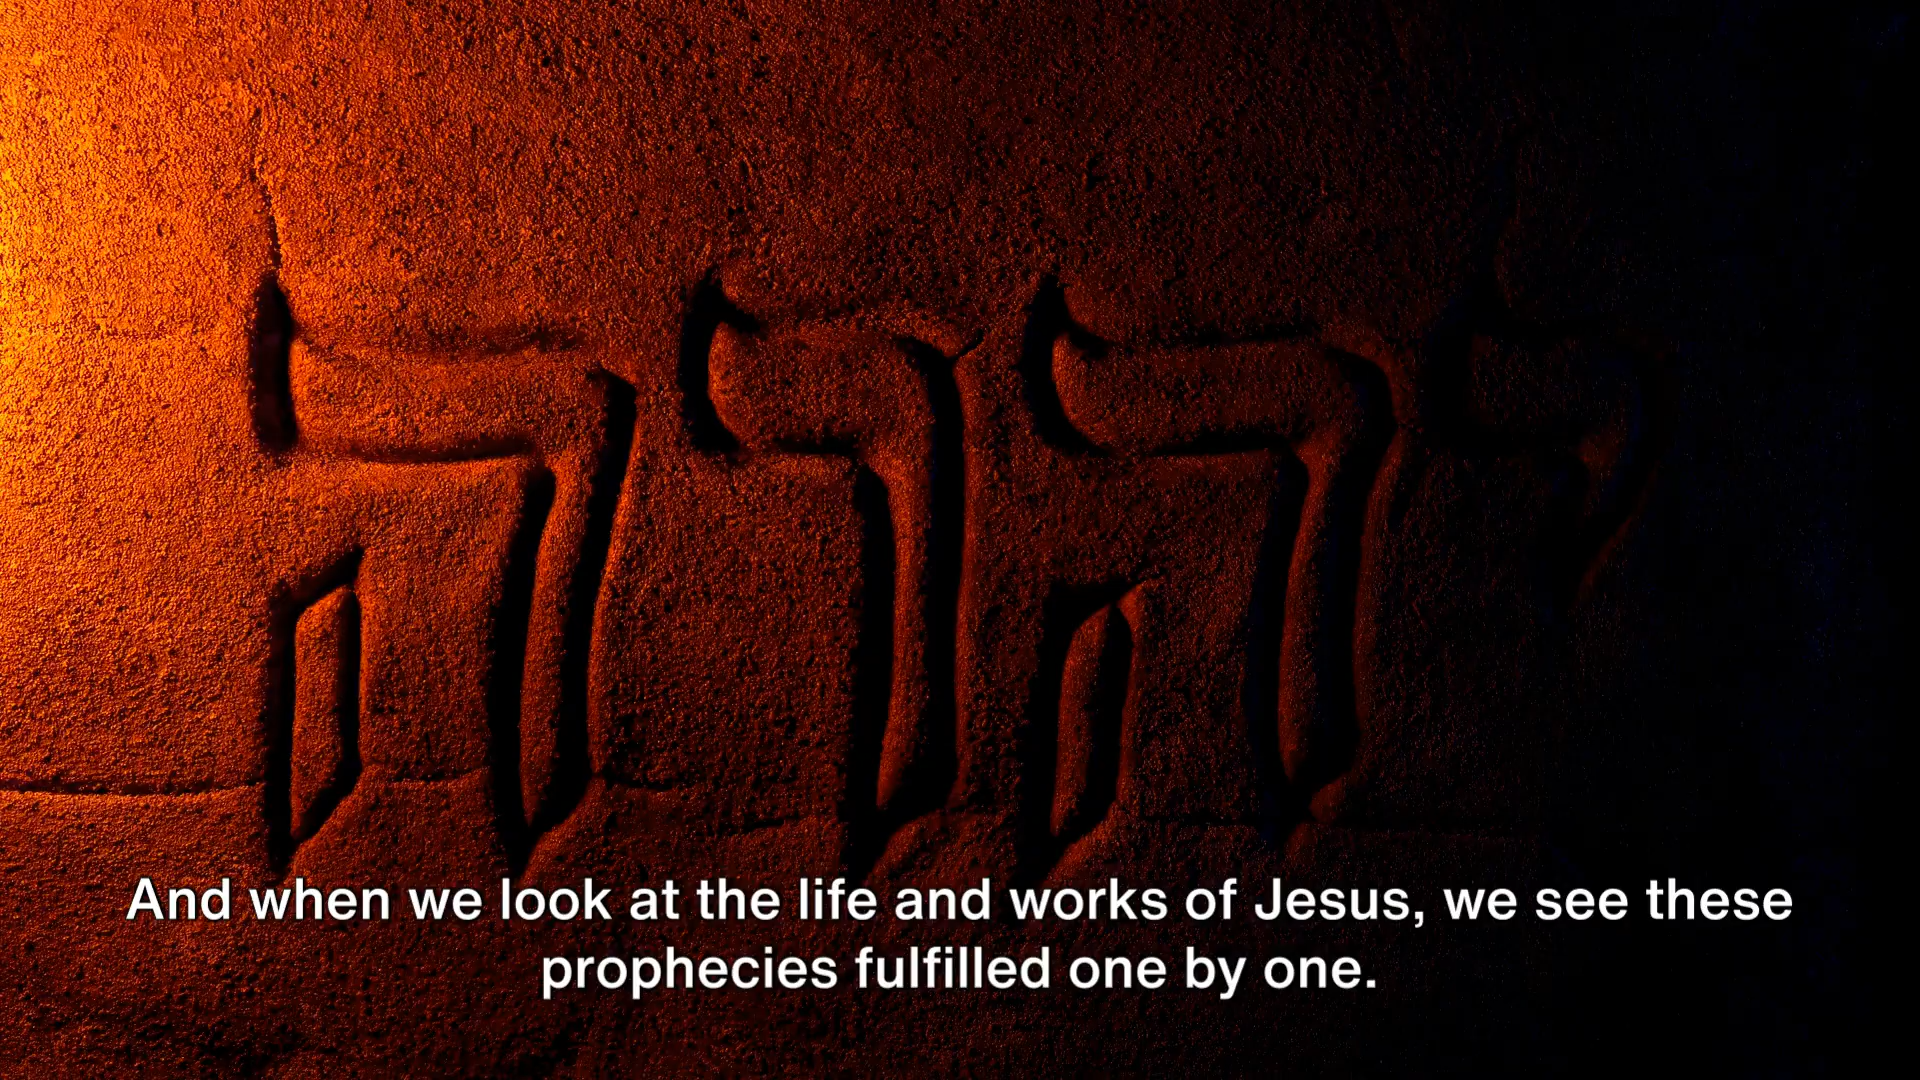 יהוה
And when we look at the life and works of Jesus, we see these
prophecies fulfilled one by one.